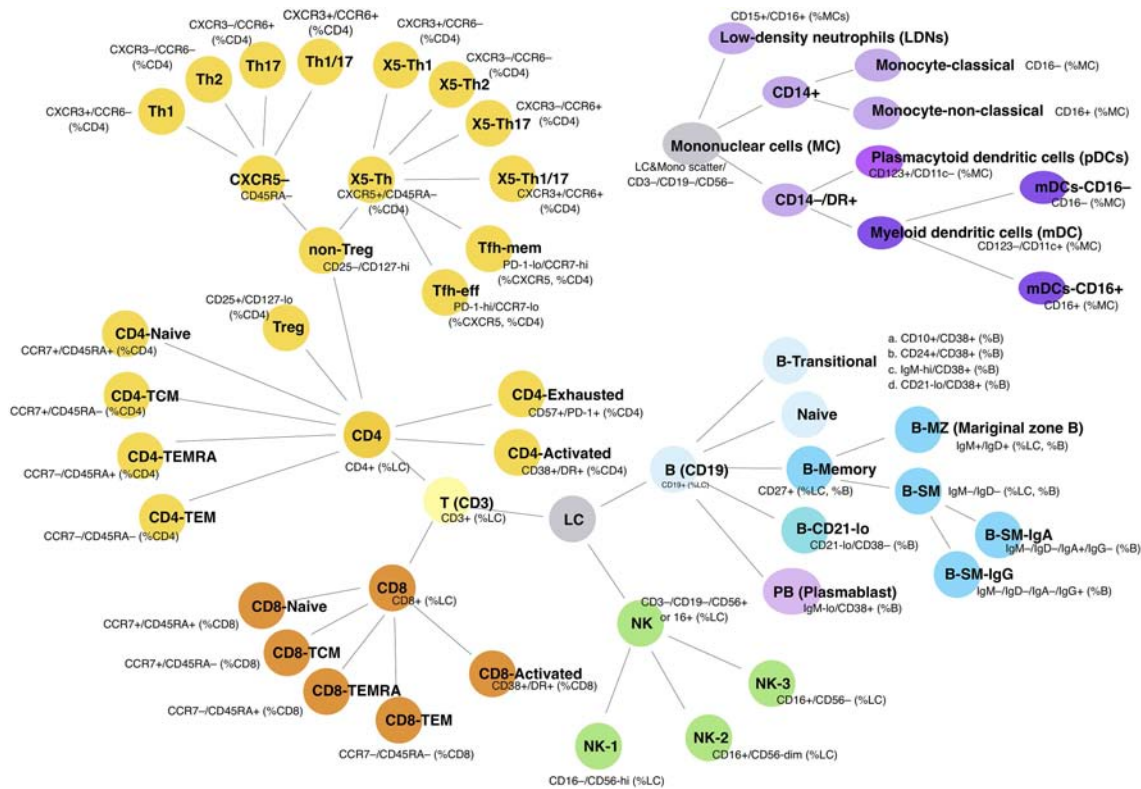 CXCR3–/CCR6–
(%CD4)
Th2
CXCR3–/CCR6+
(%CD4)
Th17
CXCR3+/CCR6+
(%CD4)
Th1/17
CXCR3+/CCR6–
(%CD4)
Th1
CXCR5–
CD45RA–
CXCR3+/CCR6–
(%CD4)
X5-Th1
CXCR3–/CCR6–
(%CD4)
X5-Th2
CXCR3–/CCR6+
(%CD4)
X5-Th17
X5-Th1/17
CXCR3+/CCR6+
(%CD4)
X5-Th
CXCR5+/CD45RA–
(%CD4)
non-Treg
CD25–/CD127-hi
Tfh-mem
PD-1-lo/CCR7-hi
(%CXCR5, %CD4)
Tfh-eff
PD-1-hi/CCR7-lo
(%CXCR5, %CD4)
CD25+/CD127-lo
(%CD4)
Treg
CD4-Naive
CCR7+/CD45RA+ (%CD4)
CD4-TCM
CCR7+/CD45RA– (%CD4)
CD4-TEMRA
CCR7–/CD45RA+ (%CD4)
CD4-TEM
CCR7–/CD45RA– (%CD4)
CD4
CD4+ (%LC)
CD4-Exhausted
CD57+/PD-1+ (%CD4)
CD4-Activated
CD38+/DR+ (%CD4)
T (CD3)
CD3+ (%LC)
LC
CD8
CD8+ (%LC)
CD8-Naive
CCR7+/CD45RA+ (%CD8)
CD8-TCM
CCR7+/CD45RA– (%CD8)
CD8-TEMRA
CCR7–/CD45RA+ (%CD8)
CD8-TEM
CCR7–/CD45RA– (%CD8)
CD8-Activated
CD38+/DR+ (%CD8)
CD15+/CD16+ (%MCs)
Low-density neutrophils (LDNs)
Monocyte-classical CD16– (%MC)
CD14+
Monocyte-non-classical CD16+ (%MC)
Mononuclear cells (MC)
LC&Mono scatter/
CD3–/CD19–/CD56–
Plasmacytoid dendritic cells (pDCs)
CD123+/CD11c– (%MC)
CD14–/DR+
mDCs-CD16–
CD16– (%MC)
Myeloid dendritic cells (mDC)
CD123–/CD11c+ (%MC)
mDCs-CD16+
CD16+ (%MC)
B-Transitional
a. CD10+/CD38+ (%B)
b. CD24+/CD38+ (%B)
c. IgM-hi/CD38+ (%B)
d. CD21-lo/CD38+ (%B)
Naive
B-MZ (Mariginal zone B)
IgM+/IgD+ (%LC, %B)
B (CD19)
CD19+ (%LC)
B-Memory
CD27+ (%LC, %B)
B-SM IgM–/IgD– (%LC, %B)
B-CD21-lo
CD21-lo/CD38– (%B)
B-SM-IgA
IgM–/IgD–/IgA+/IgG– (%B)
B-SM-IgG
IgM–/IgD–/IgA–/IgG+ (%B)
PB (Plasmablast)
IgM-lo/CD38+ (%B)
CD3–/CD19–/CD56+
or 16+ (%LC)
NK
NK-3
CD16+/CD56– (%LC)
NK-2
CD16+/CD56-dim (%LC)
NK-1
CD16–/CD56-hi (%LC)